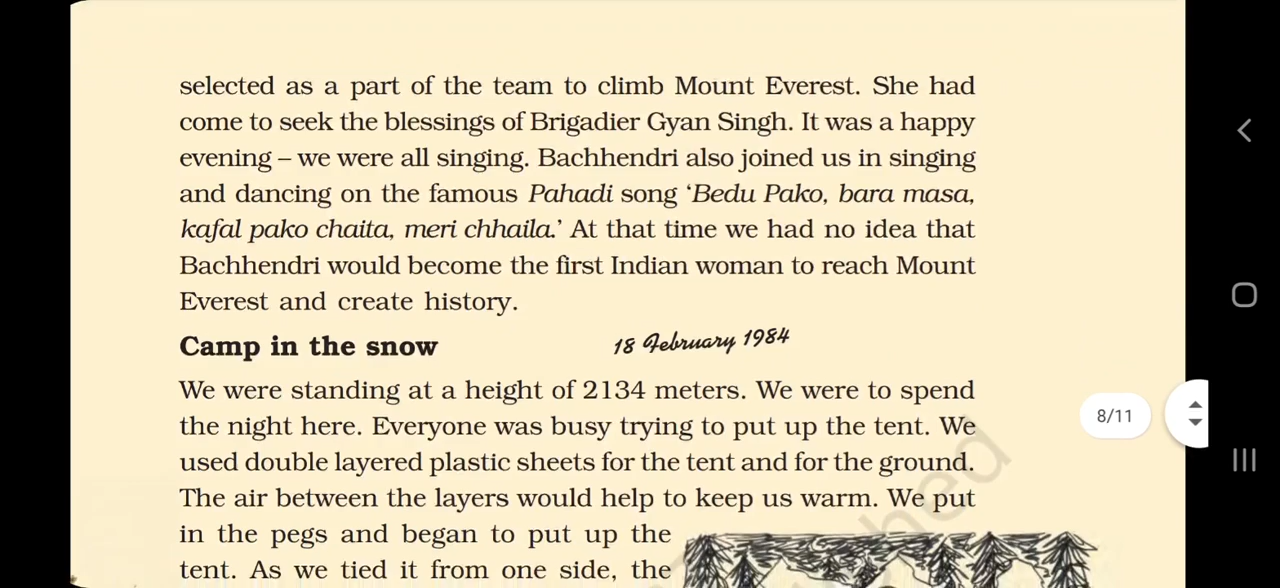 selected as a part of the team to climb Mount Everest. She had
come to seek the blessings of Brigadier Gyan Singh. It was a happy
evening – we were all singing. Bachhendri also joined us in singing
and dancing on the famous Pahadi song ‘Bedu Pako, bara masa,
kafal pako chaita, meri chhaila.’ At that time we had no idea that
Bachhendri would become the first Indian woman to reach Mount
Everest and create history.
Camp in the snow
18 February 1984
We were standing at a height of 2134 meters. We were to spend
the night here. Everyone was busy trying to put up the tent. We
used double layered plastic sheets for the tent and for the ground.
The air between the layers would help to keep us warm. We put
in the pegs and began to put up the
tent. As we tied it from one side, the
8/11